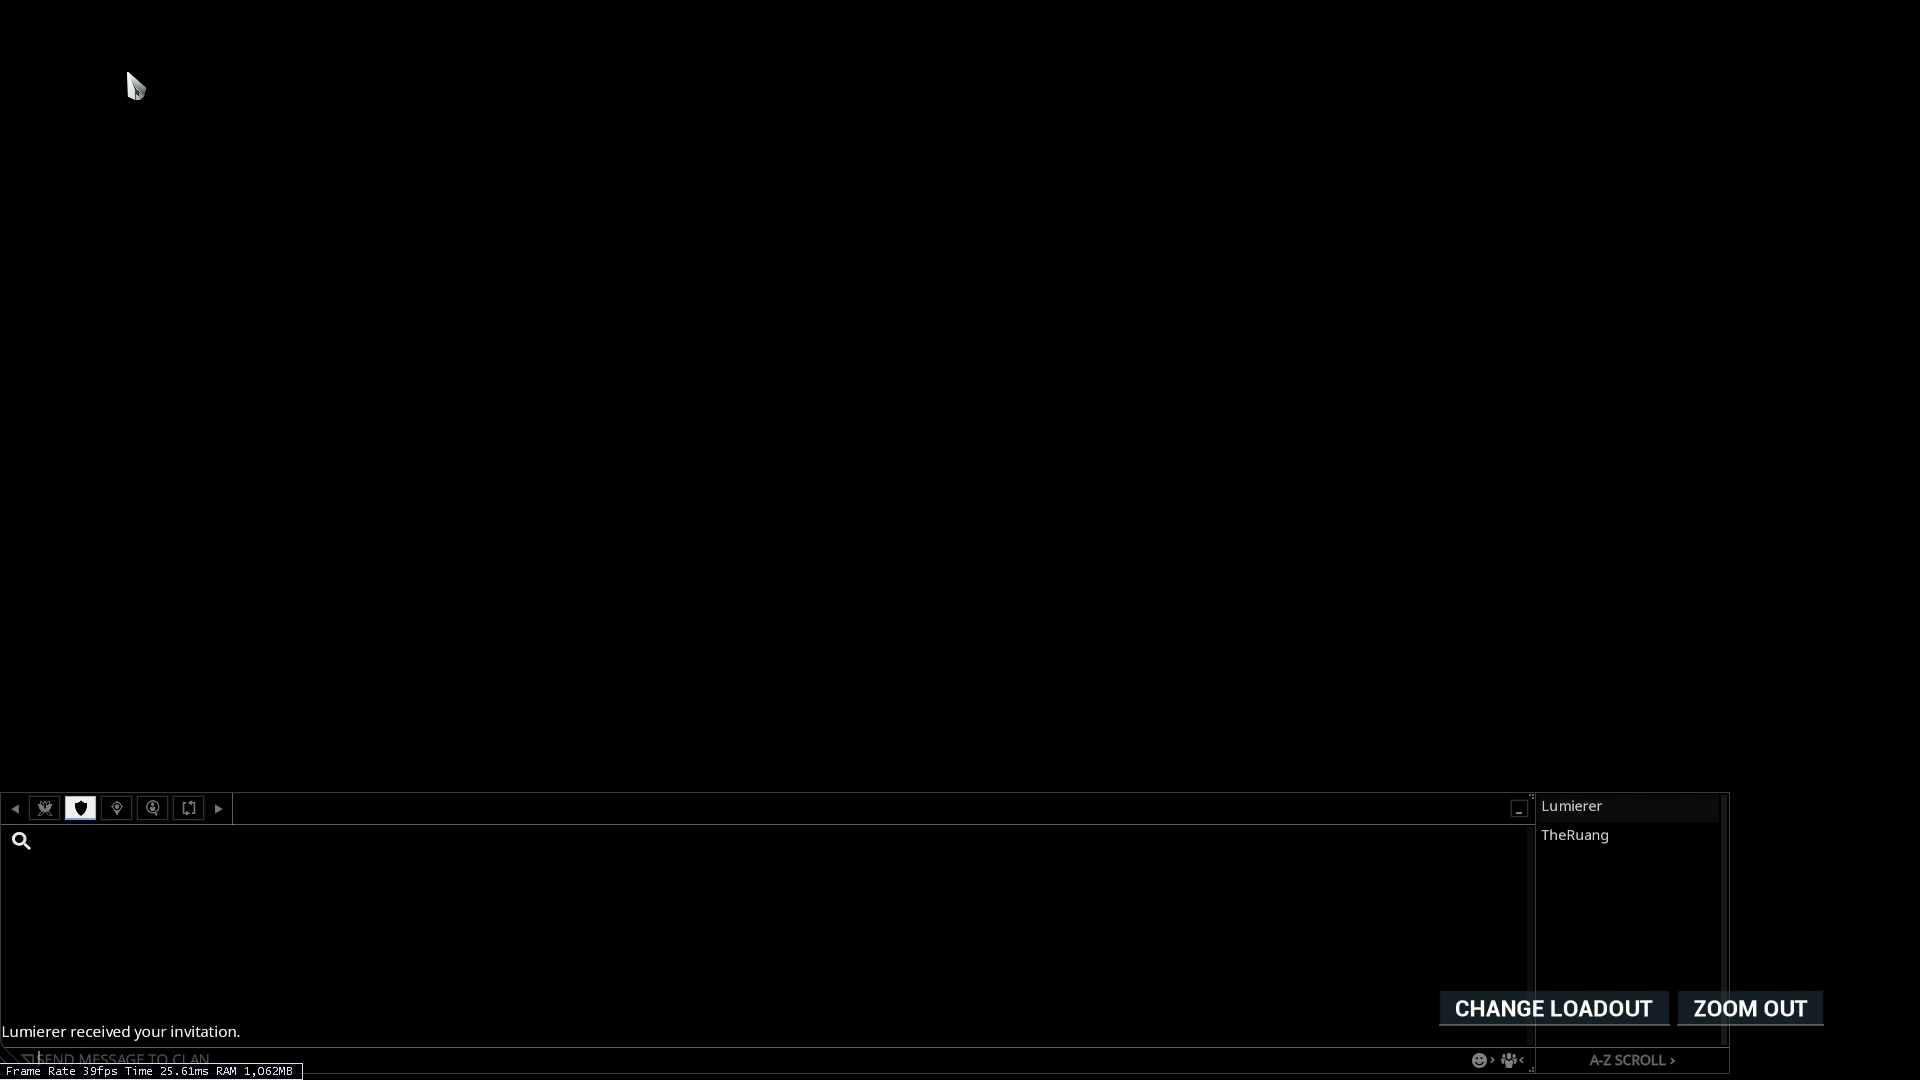 Lumierer
TheRuang
CHANGE LOADOUT
ZOOM OUT
Lumierer received your invitation.
SEND MESSAGE TO CLAN
A-Z SCROLL ›
Frame Rate 39fps Time 25.61ms RAM 1,062MB